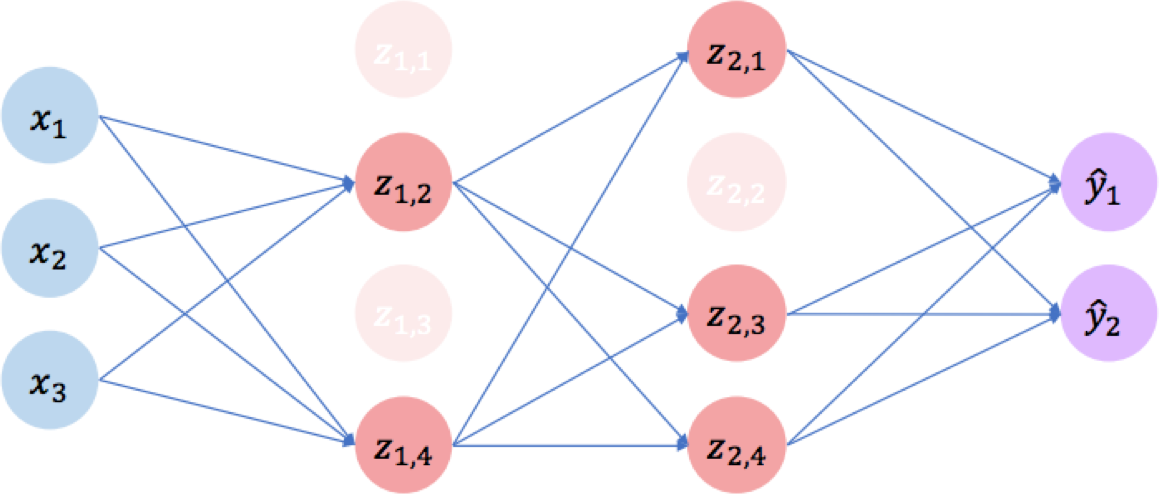 x₁
x₂
x₃
z₁,₁
z₁,₂
z₁,₃
z₁,₄
z₂,₁
z₂,₂
z₂,₃
z₂,₄
ŷ₁
ŷ₂